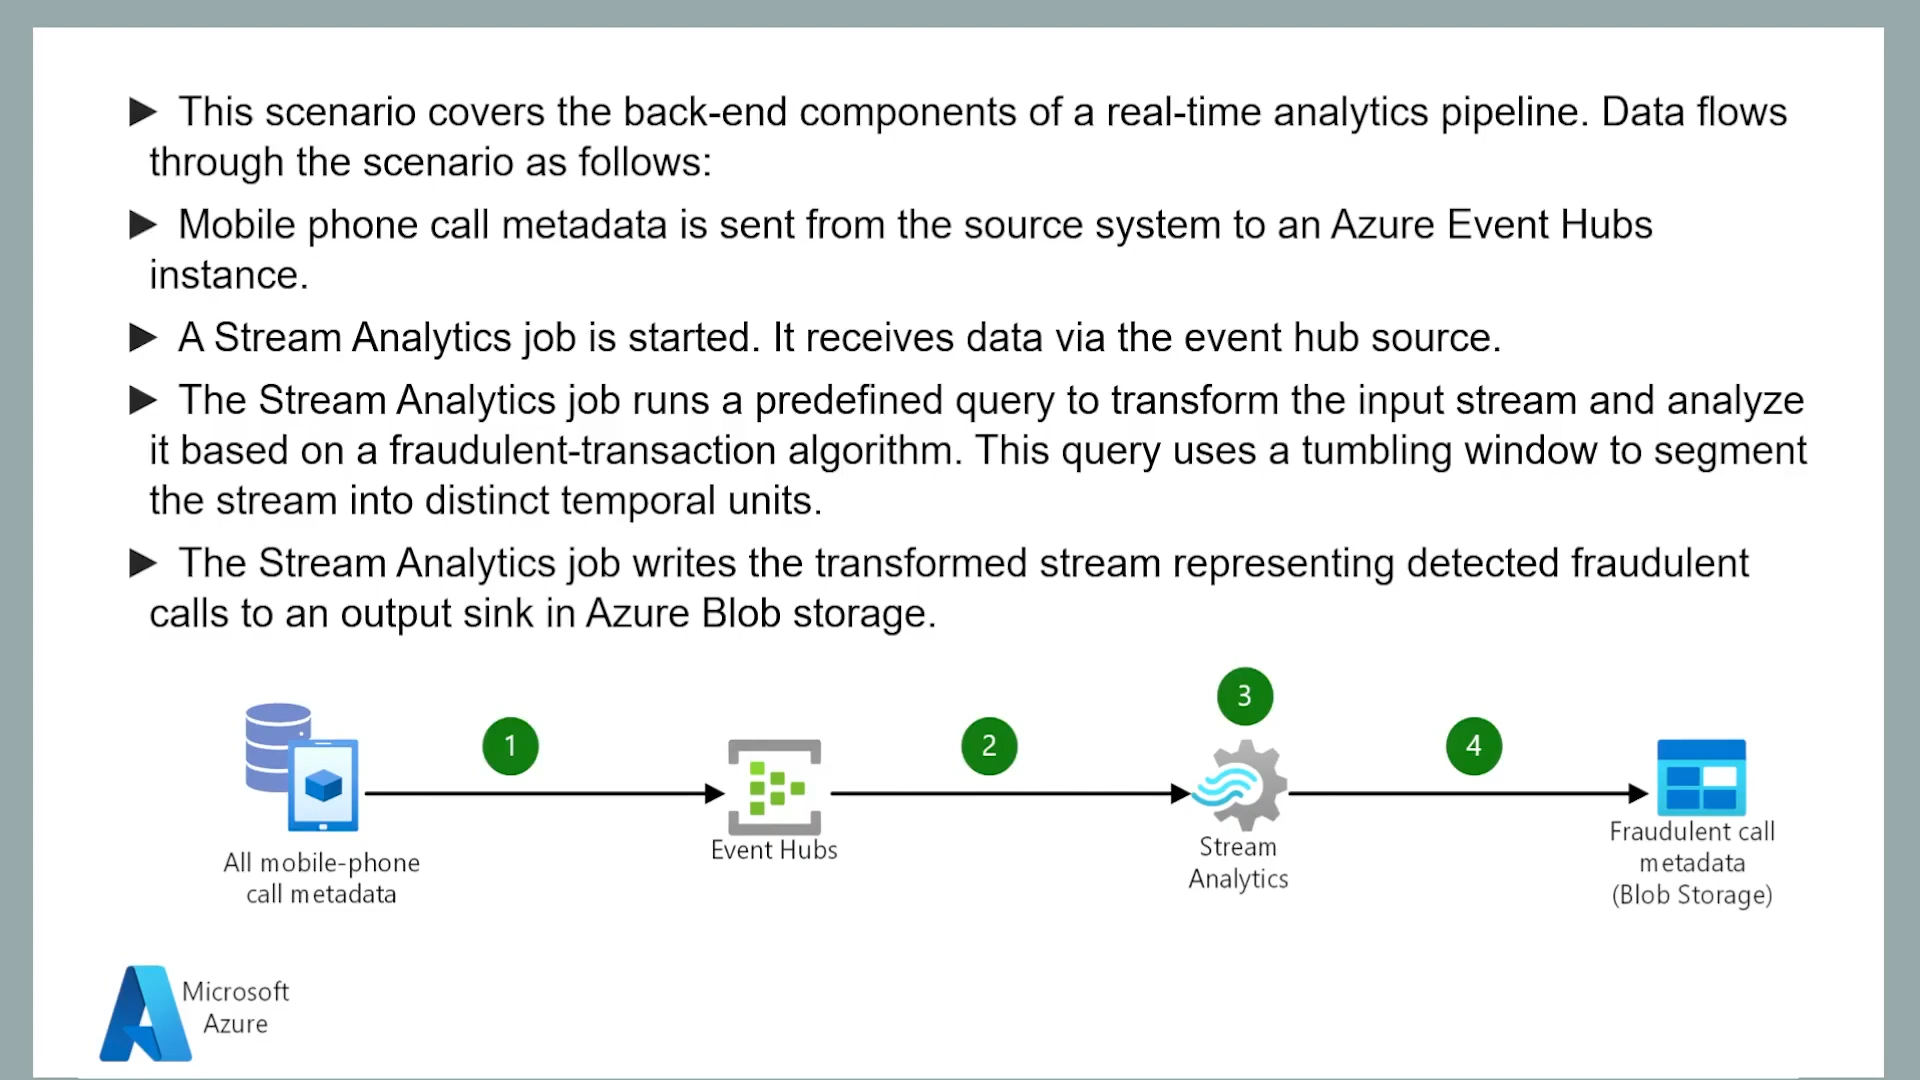 ► This scenario covers the back-end components of a real-time analytics pipeline. Data flows
through the scenario as follows:
► Mobile phone call metadata is sent from the source system to an Azure Event Hubs
instance.
► A Stream Analytics job is started. It receives data via the event hub source.
► The Stream Analytics job runs a predefined query to transform the input stream and analyze
it based on a fraudulent-transaction algorithm. This query uses a tumbling window to segment
the stream into distinct temporal units.
► The Stream Analytics job writes the transformed stream representing detected fraudulent
calls to an output sink in Azure Blob storage.
1
2
3
4
All mobile-phone
call metadata
Event Hubs
Stream
Analytics
Fraudulent call
metadata
(Blob Storage)
Microsoft
Azure